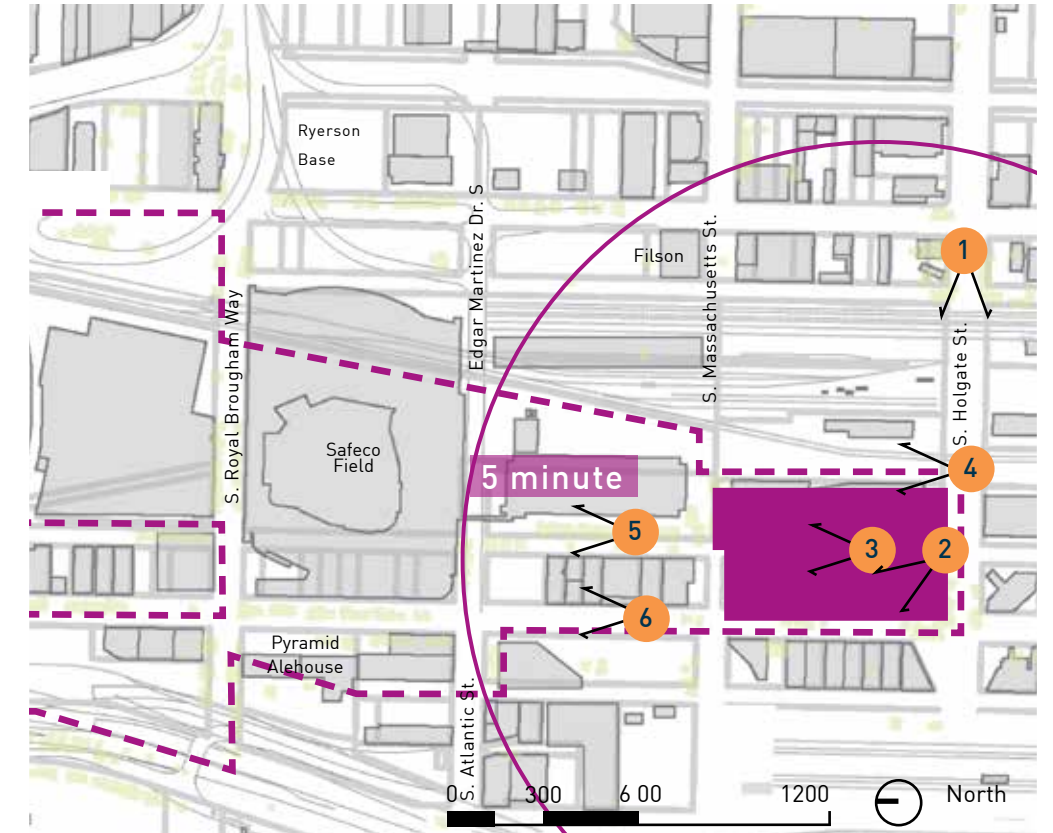 Ryerson
Base
Edgar Martinez Dr. S
S. Massachusetts St.
Filson
1
S. Royal Brougham Way
S. Holgate St.
Safeco
Field
5 minute
4
5
3
2
6
Pyramid
Alehouse
S. Atlantic St.
0 300 6 00 1200
North